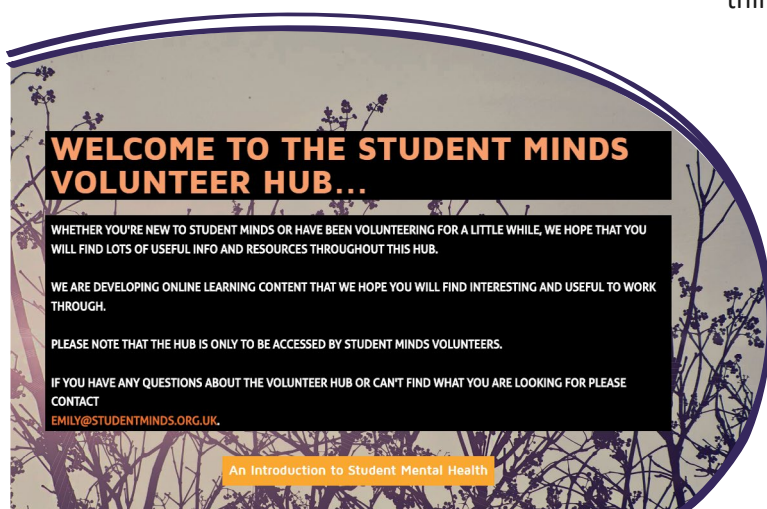 WELCOME TO THE STUDENT MINDS
VOLUNTEER HUB...
WHETHER YOU'RE NEW TO STUDENT MINDS OR HAVE BEEN VOLUNTEERING FOR A LITTLE WHILE, WE HOPE THAT YOU
WILL FIND LOTS OF USEFUL INFO AND RESOURCES THROUGHOUT THIS HUB.
WE ARE DEVELOPING ONLINE LEARNING CONTENT THAT WE HOPE YOU WILL FIND INTERESTING AND USEFUL TO WORK
THROUGH.
PLEASE NOTE THAT THE HUB IS ONLY TO BE ACCESSED BY STUDENT MINDS VOLUNTEERS.
IF YOU HAVE ANY QUESTIONS ABOUT THE VOLUNTEER HUB OR CAN'T FIND WHAT YOU ARE LOOKING FOR PLEASE
CONTACT
EMILY@STUDENTMINDS.ORG.UK.
An Introduction to Student Mental Health